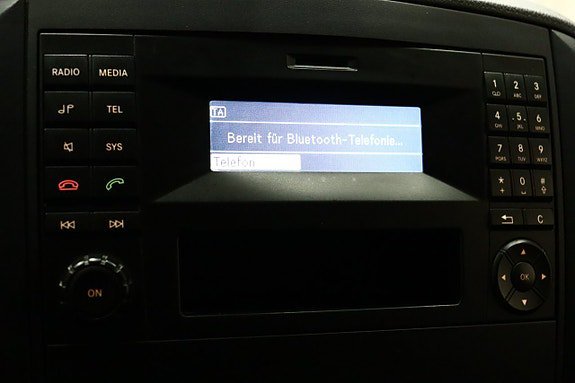 RADIO MEDIA
TEL
SYS
ON
TA
Bereit für Bluetooth-Telefonie...
Telefon
1 2 ABC 3 DEF
4 GHI 5 6 MNO
7 PQRS 8 TUV 9 WXYZ
* 0 #
+
C
OK